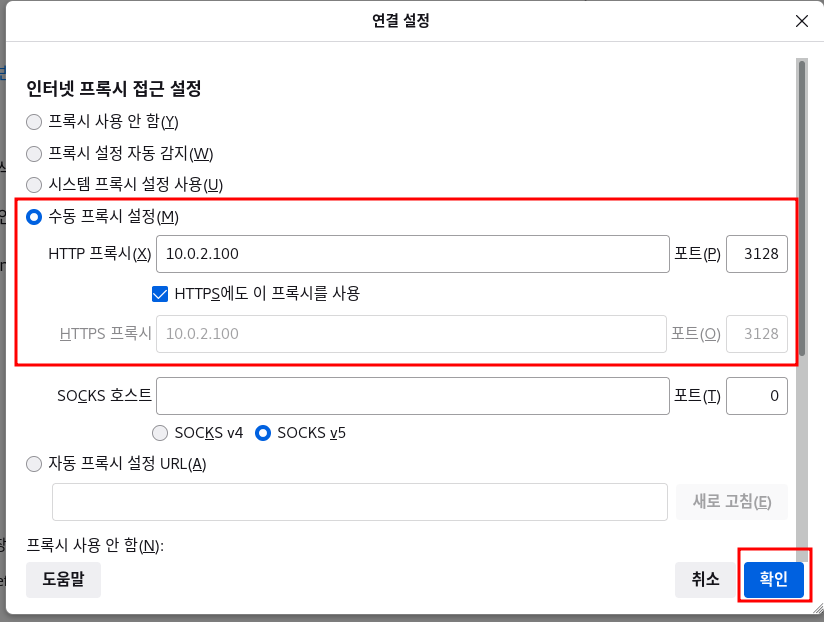 연결 설정
인터넷 프록시 접근 설정
프록시 사용 안 함(Y)
프록시 설정 자동 감지(W)
시스템 프록시 설정 사용(U)
수동 프록시 설정(M)
HTTP 프록시(X) 10.0.2.100 포트(P) 3128
HTTPS에도 이 프록시를 사용
HTTPS 프록시 10.0.2.100 포트(O) 3128
SOCKS 호스트 포트(T) 0
SOCKS v4 SOCKS v5
자동 프록시 설정 URL(A)
새로 고침(E)
프록시 사용 안 함(N):
도움말 취소 확인